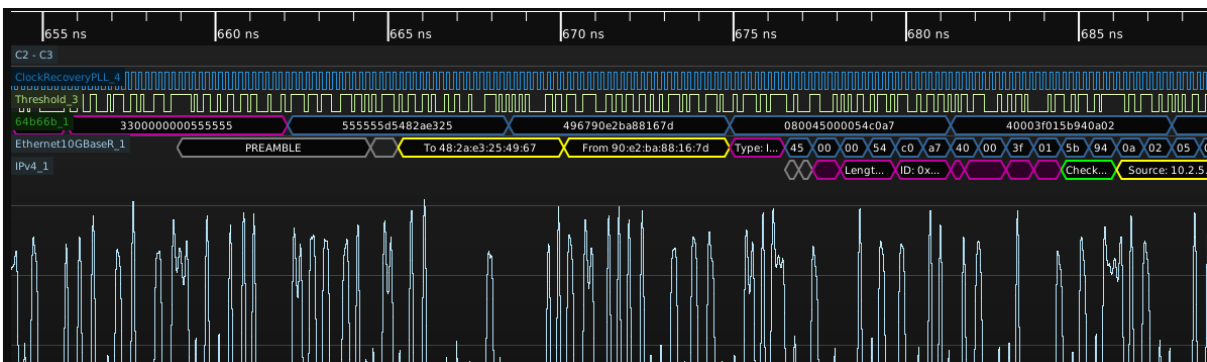 655 ns 660 ns 665 ns 670 ns 675 ns 680 ns 685 ns
C2 - C3
ClockRecoveryPLL_4
Threshold_3
64b66b_1 3300000000555555 555555d5482ae325 496790e2ba88167d 080045000054c0a7 40003f015b940a02
Ethernet10GBaseR_1 PREAMBLE To 48:2a:e3:25:49:67 From 90:e2:ba:88:16:7d Type: I... 45 00 00 54 c0 a7 40 00 3f 01 5b 94 0a 02 05
IPv4_1 Lengt... ID: 0x... Check... Source: 10.2.5.